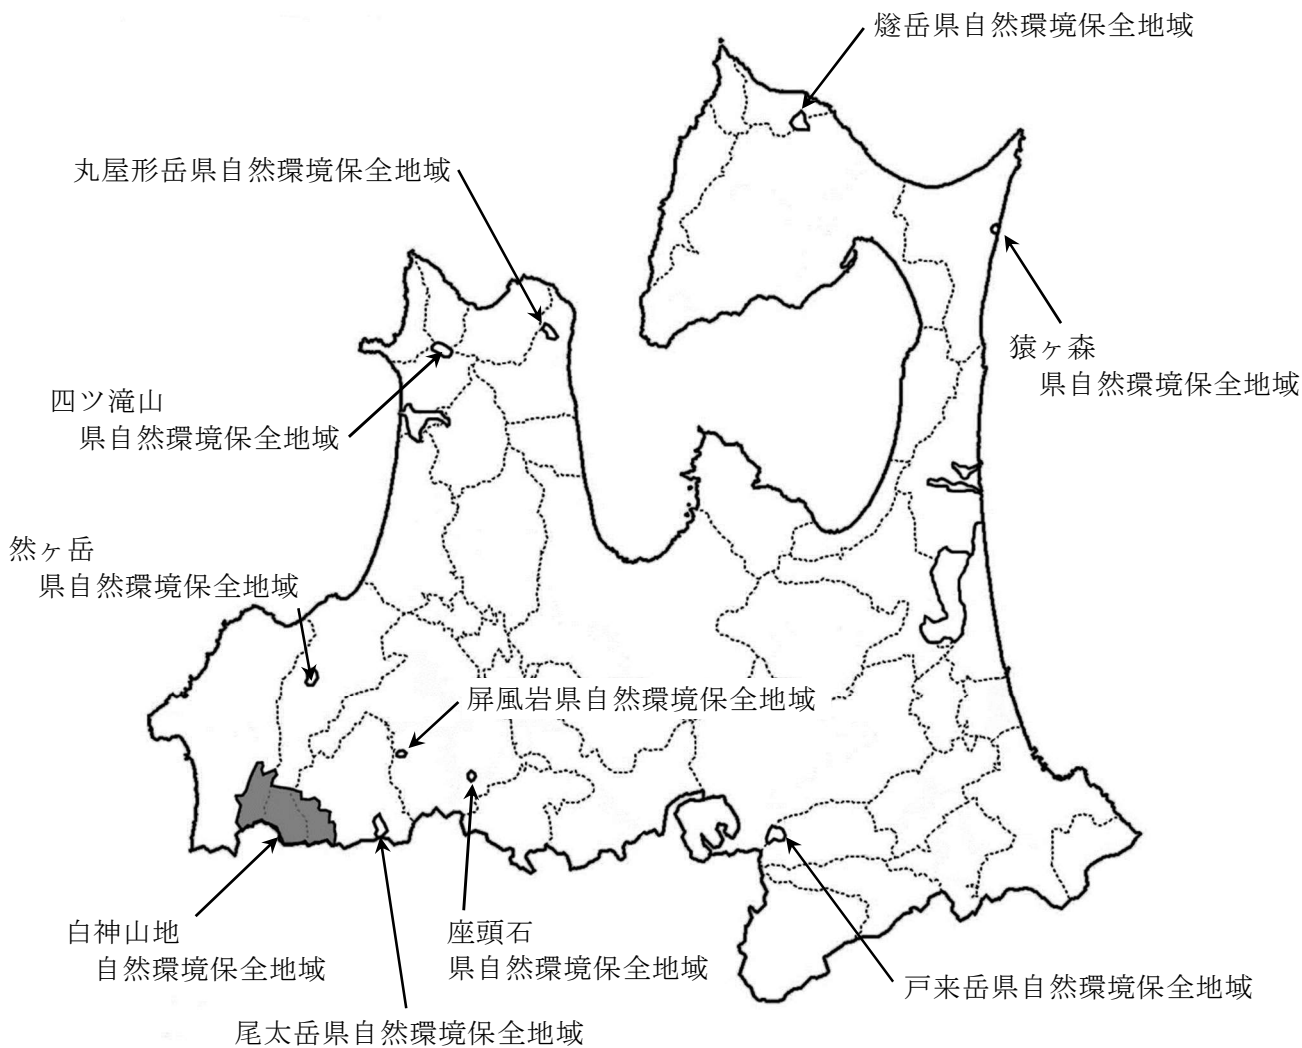 燧岳県自然環境保全地域
丸屋形岳県自然環境保全地域
猿ヶ森
県自然環境保全地域
四ツ滝山
県自然環境保全地域
然ヶ岳
県自然環境保全地域
屏風岩県自然環境保全地域
白神山地
自然環境保全地域
座頭石
県自然環境保全地域
戸来岳県自然環境保全地域
尾太岳県自然環境保全地域